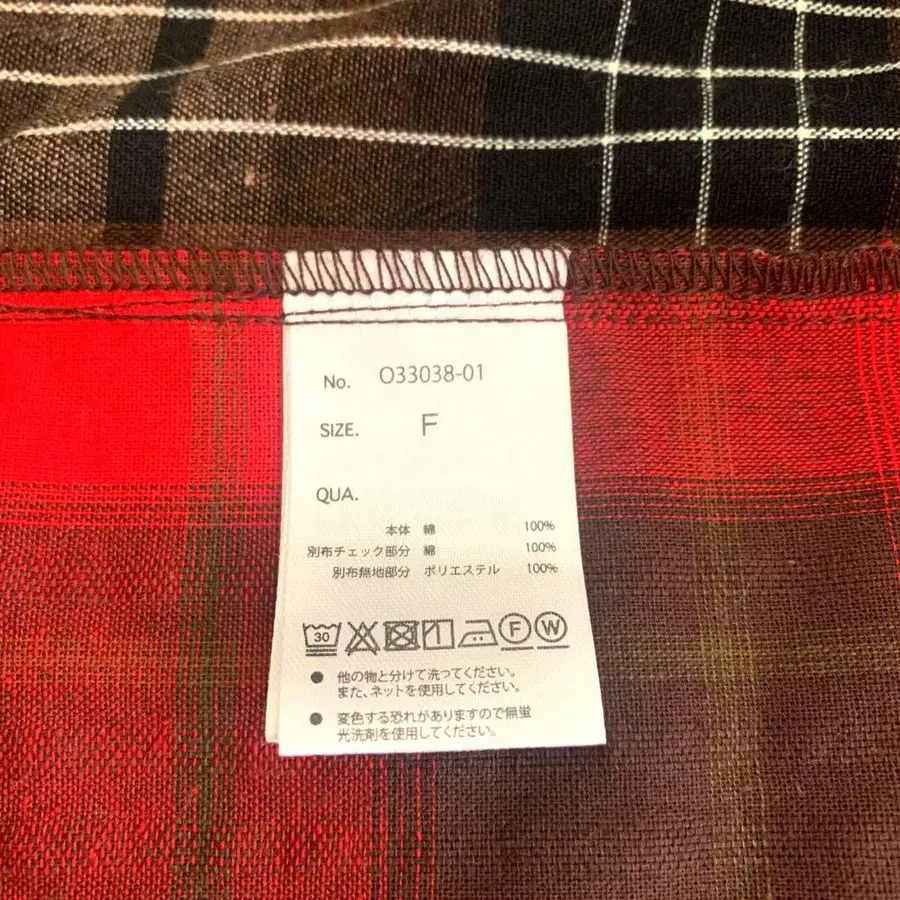 No. O33038-01
SIZE. F
QUA.
本体 綿 100%
別布チェック部分 綿 100%
別布無地部分 ポリエステル 100%
30 F W
● 他の物と分けて洗ってください。
また、ネットを使用してください。
● 変色する恐れがありますので無蛍
光洗剤を使用してください。